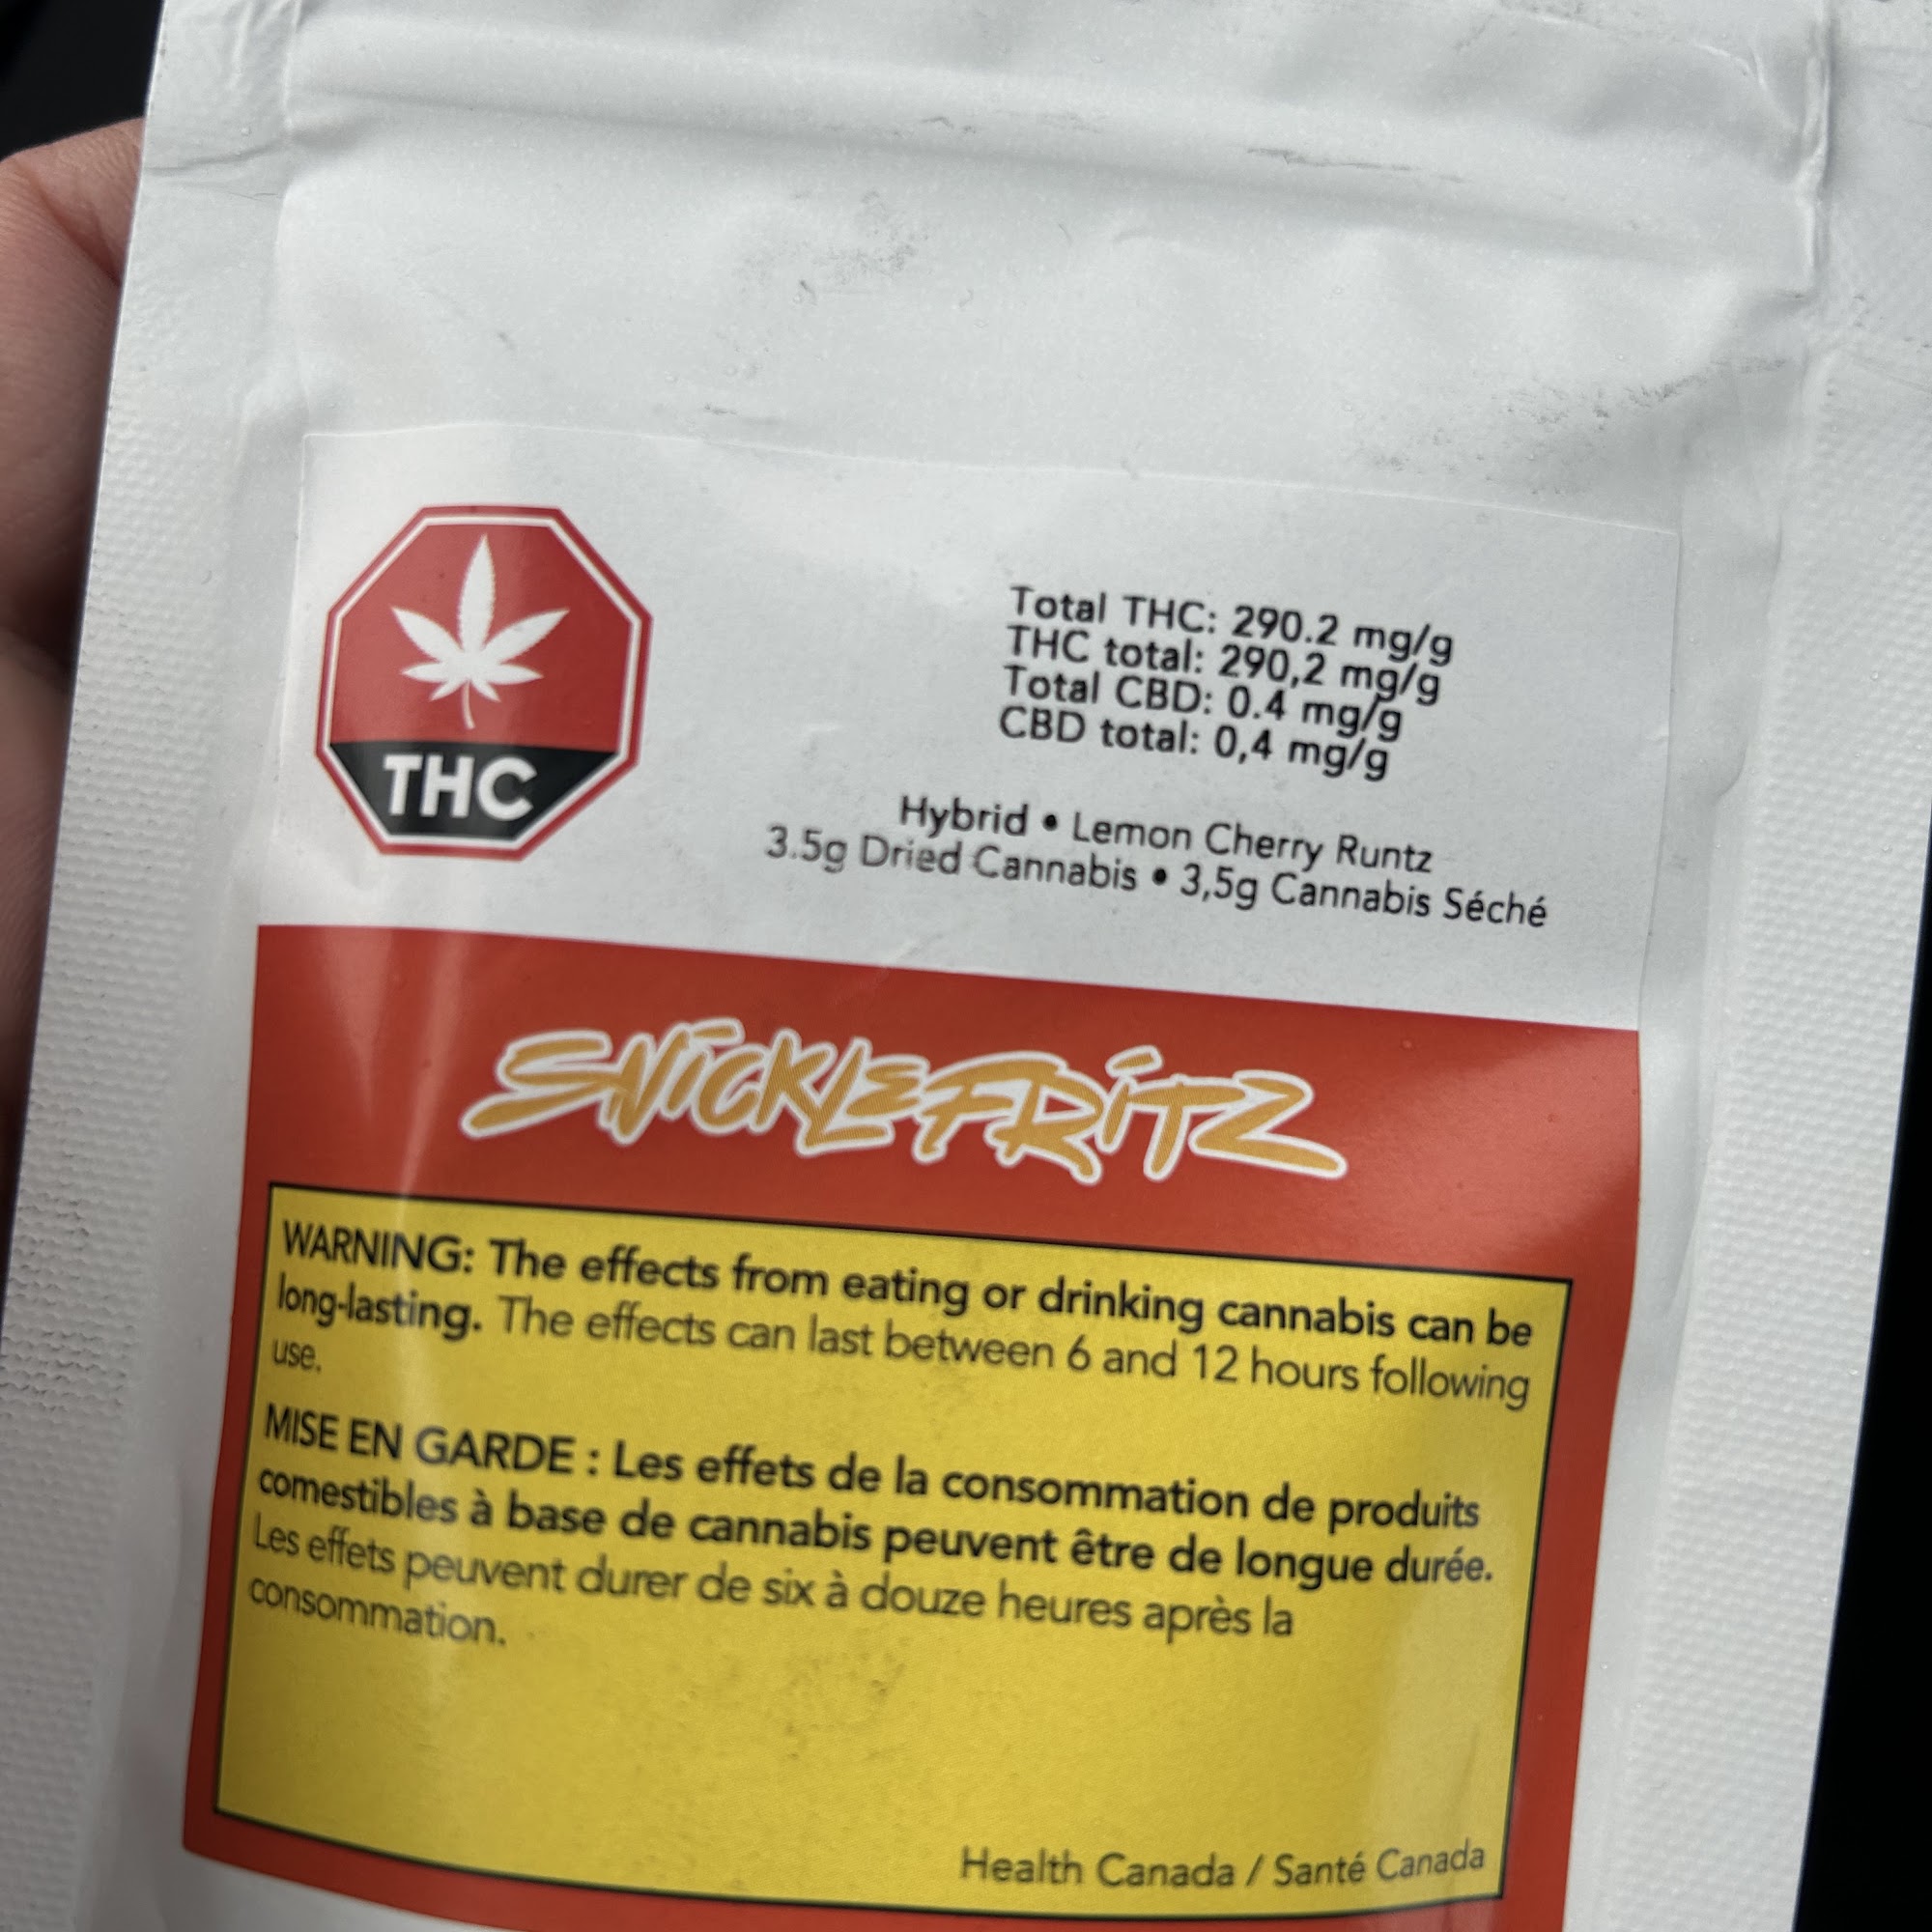 THC
Total THC: 290.2 mg/g
THC total: 290,2 mg/g
Total CBD: 0.4 mg/g
CBD total: 0,4 mg/g
Hybrid • Lemon Cherry Runtz
3.5g Dried Cannabis • 3,5g Cannabis Séché
SNICKLEFRITZ
WARNING: The effects from eating or drinking cannabis can be
long-lasting. The effects can last between 6 and 12 hours following
use.
MISE EN GARDE : Les effets de la consommation de produits
comestibles à base de cannabis peuvent être de longue durée.
Les effets peuvent durer de six à douze heures après la
consommation.
Health Canada / Santé Canada